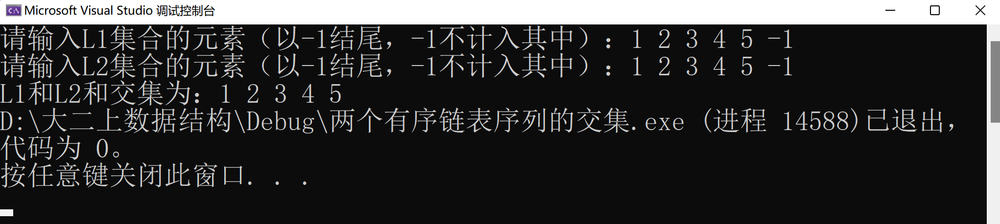 Microsoft Visual Studio 调试控制台
请输入L1集合的元素（以-1结尾，-1不计入其中）：1 2 3 4 5 -1
请输入L2集合的元素（以-1结尾，-1不计入其中）：1 2 3 4 5 -1
L1和L2和交集为：1 2 3 4 5
D:\大二上数据结构\Debug\两个有序链表序列的交集.exe (进程 14588)已退出，
代码为 0。
按任意键关闭此窗口. . .